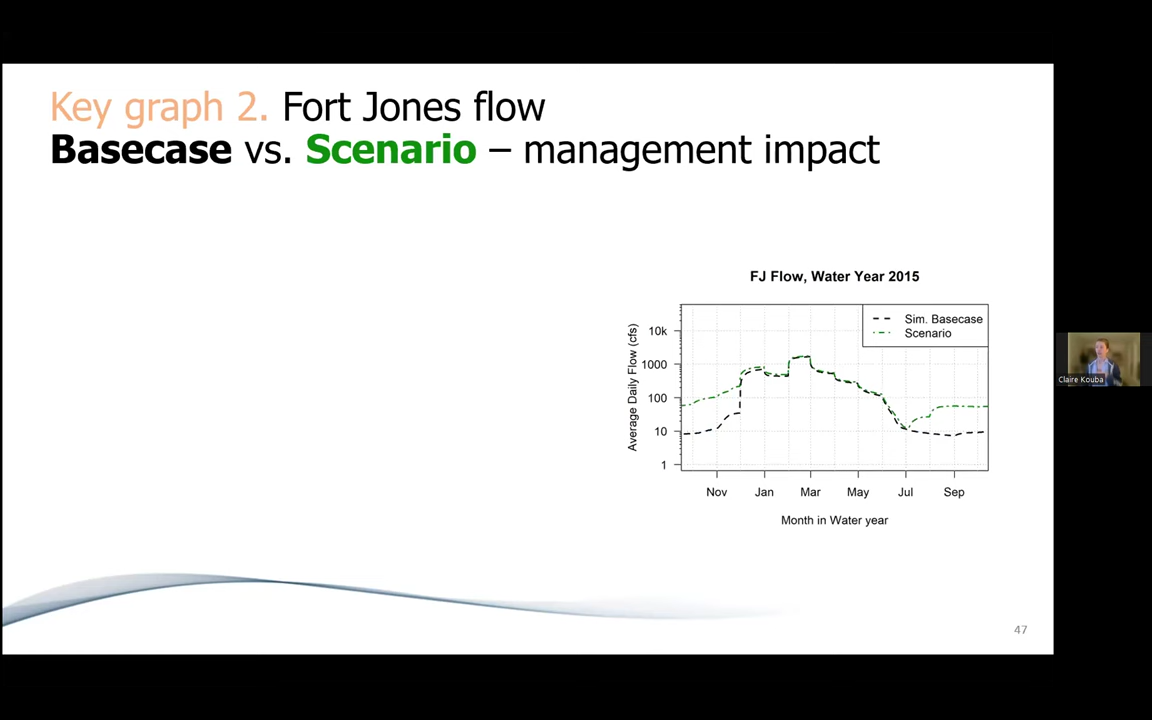 Key graph 2. Fort Jones flow
Basecase vs. Scenario – management impact
FJ Flow, Water Year 2015
Sim. Basecase
Scenario
Average Daily Flow (cfs)
10k
1000
100
10
1
Nov Jan Mar May Jul Sep
Month in Water year
47
Claire Kouba